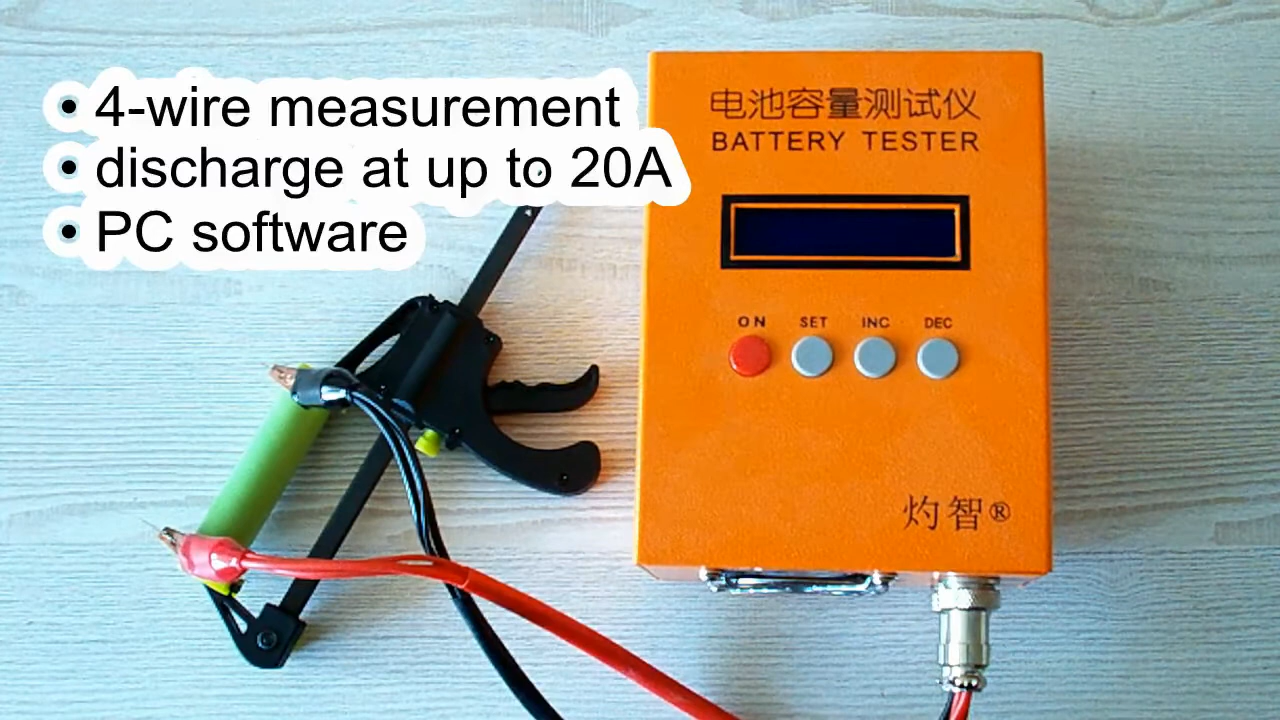 • 4-wire measurement
• discharge at up to 20A
• PC software
电池容量测试仪
BATTERY TESTER
ON SET INC DEC
灼智®